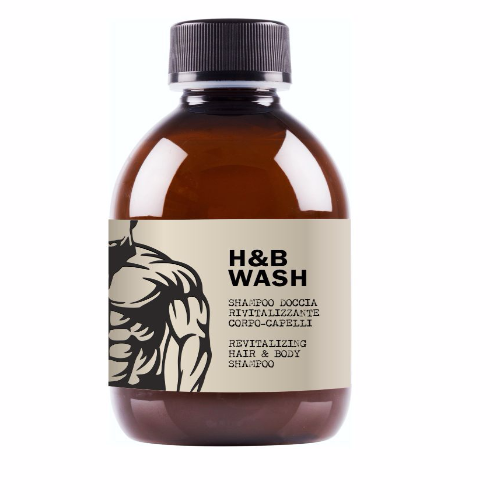 H&B
WASH
SHAMPOO DOCCIA
RIVITALIZZANTE
CORPO-CAPELLI
REVITALIZING
HAIR & BODY
SHAMPOO